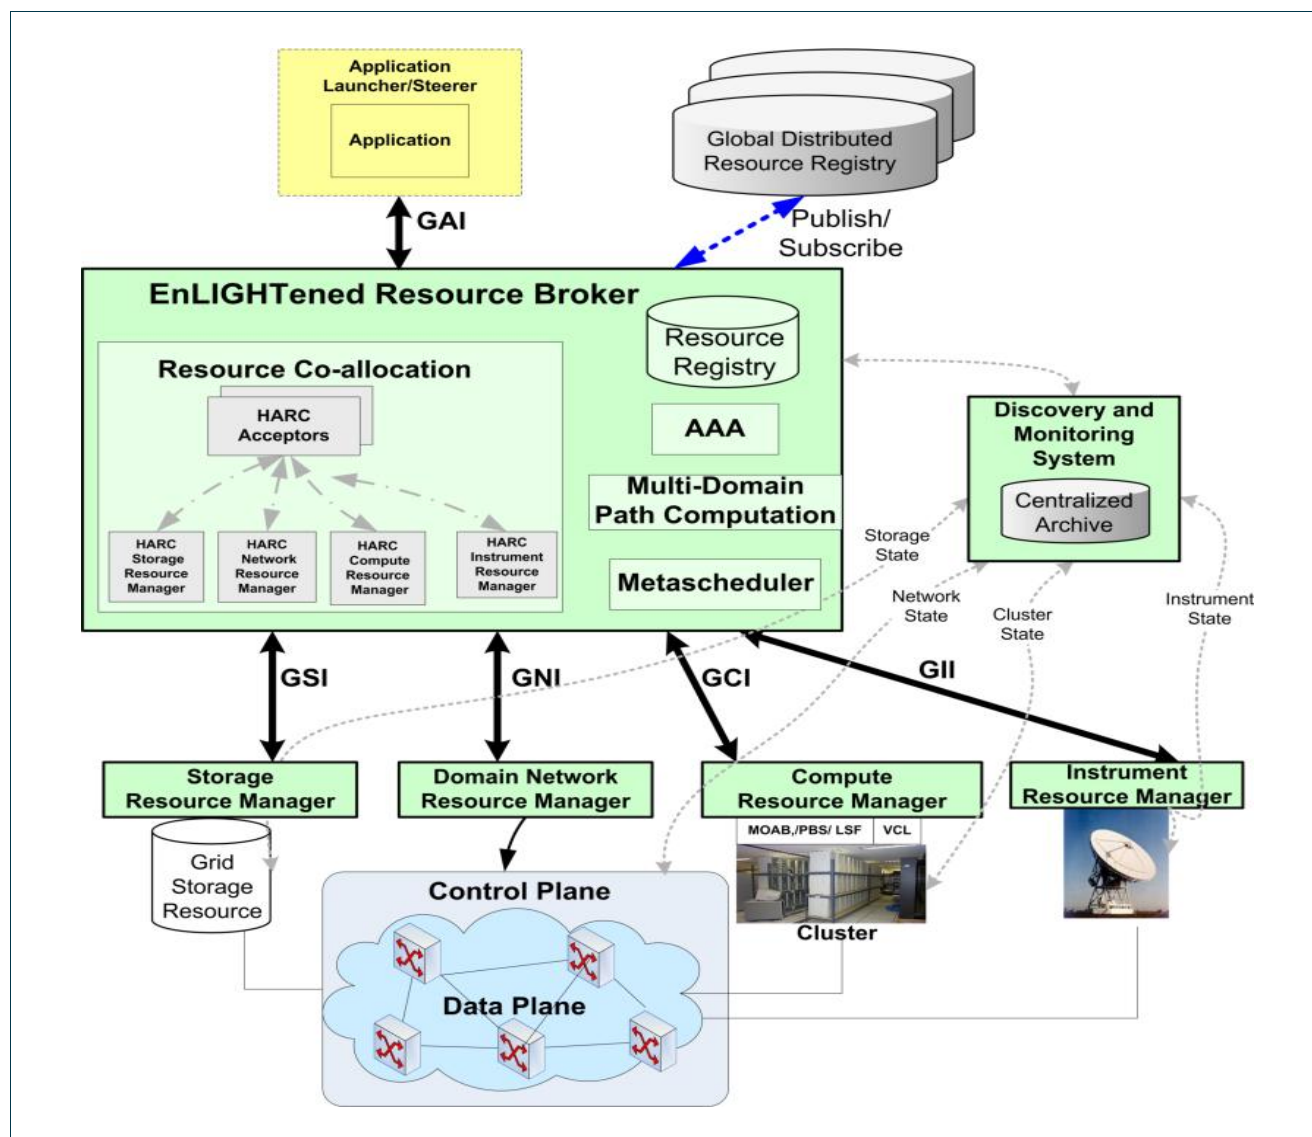 Application
Launcher/Steerer
Application
Global Distributed
Resource Registry
GAI
Publish/
Subscribe
EnLIGHTened Resource Broker
Resource
Registry
Resource Co-allocation
HARC
Acceptors
AAA
Multi-Domain
Path Computation
Metascheduler
HARC
Storage
Resource
Manager
HARC
Network
Resource
Manager
HARC
Compute
Resource
Manager
HARC
Instrument
Resource
Manager
Discovery and
Monitoring
System
Centralized
Archive
Storage
State
Network
State
Cluster
State
Instrument
State
GSI
GNI
GCI
GII
Storage
Resource Manager
Domain Network
Resource Manager
Compute
Resource Manager
Instrument
Resource Manager
MOAB,/PBS/ LSF
VCL
Grid
Storage
Resource
Control Plane
Cluster
Data Plane